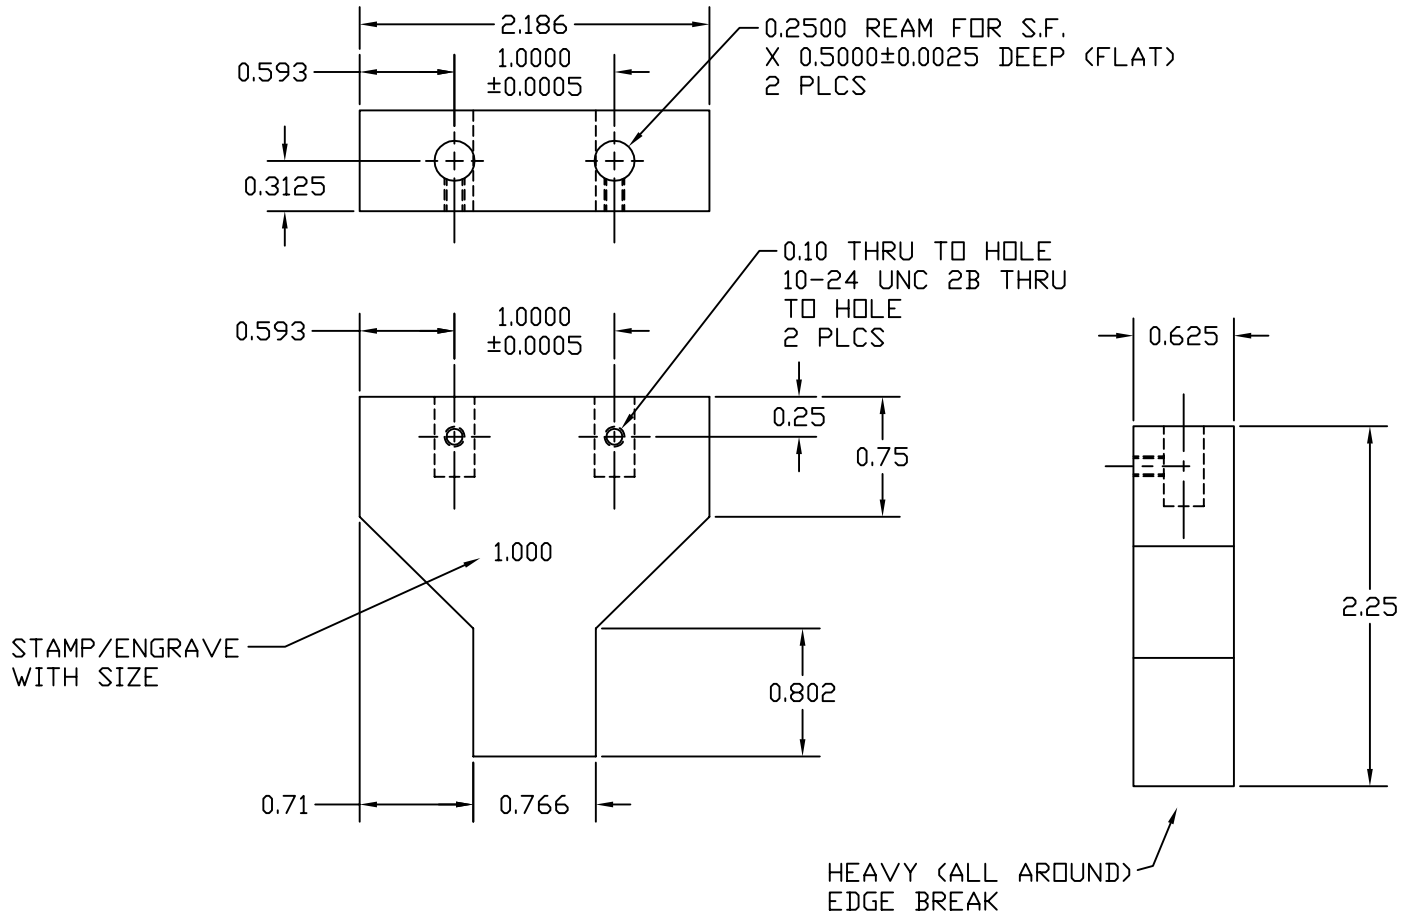 2.186
0.2500 REAM FOR S.F.
X 0.5000±0.0025 DEEP (FLAT)
2 PLCS
0.593
1.0000
±0.0005
0.3125
0.10 THRU TO HOLE
10-24 UNC 2B THRU
TO HOLE
2 PLCS
0.593
1.0000
±0.0005
0.625
0.25
0.75
1.000
2.25
STAMP/ENGRAVE
WITH SIZE
0.802
0.71
0.766
HEAVY (ALL AROUND)
EDGE BREAK